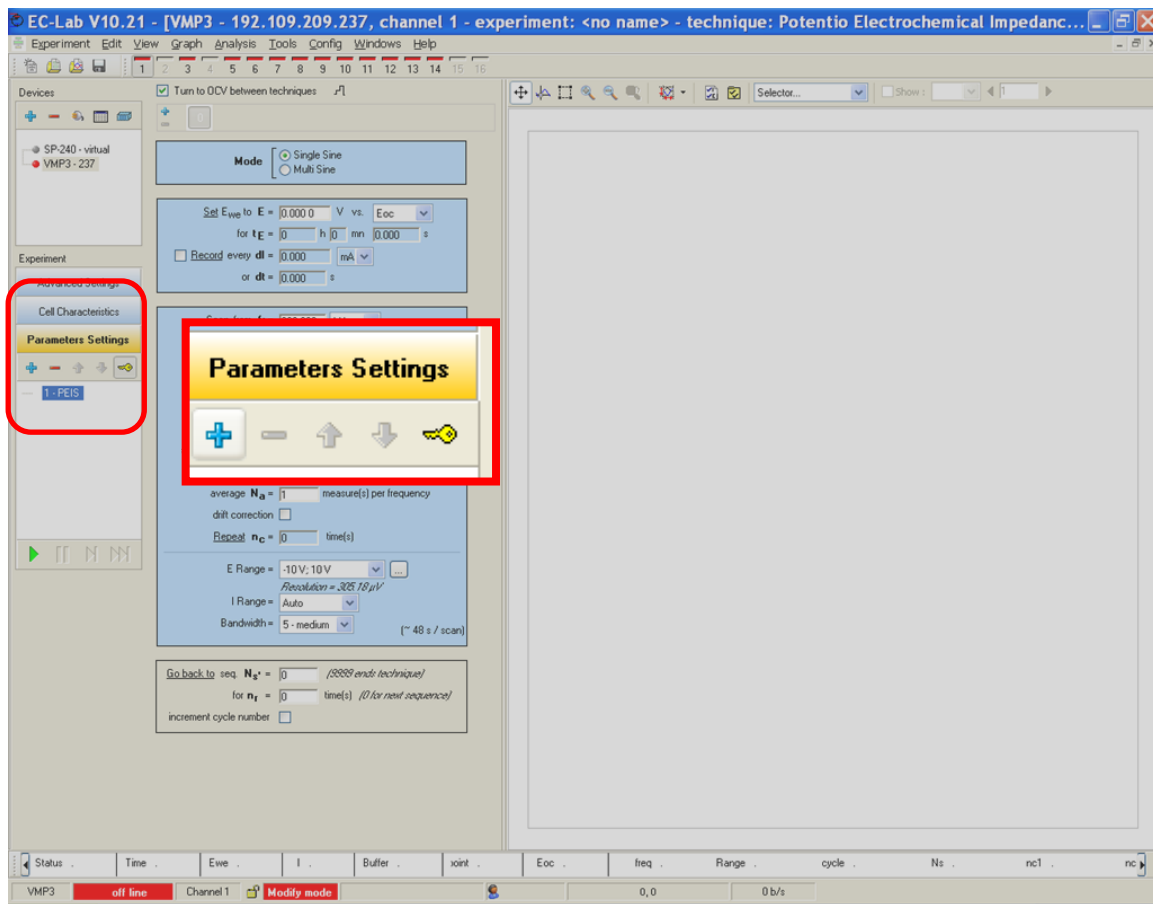 EC-Lab V10.21 - [VMP3 - 192.109.209.237, channel 1 - experiment: <no name> - technique: Potentio Electrochemical Impedanc...
Experiment Edit View Graph Analysis Tools Config Windows Help
1 2 3 4 5 6 7 8 9 10 11 12 13 14 15 16
Devices
Turn to OCV between techniques
Selector...
Show :
1
0
SP-240 - virtual
VMP3 - 237
Mode
Single Sine
Multi Sine
Set Ewe to E = 0.000 0 V vs. Eoc
for tE = 0 h 0 mn 0.000 s
Record every dI = 0.000 mA
or dt = 0.000 s
Experiment
Advanced Settings
Cell Characteristics
Parameters Settings
1 - PEIS
Parameters Settings
average Na = 1 measure(s) per frequency
drift correction
Repeat nc = 0 time(s)
E Range = -10 V; 10 V ...
Resolution = 305.18 µV
I Range = Auto
Bandwidth = 5 - medium
(~ 48 s / scan)
Go back to seq. Ns' = 0 (9999 ends technique)
for nr = 0 time(s) (0 for next sequence)
increment cycle number
Status . Time . Ewe . I . Buffer . oint . Eoc . freq . Range . cycle . Ns . nc1 . nc
VMP3 off line Channel 1 Modify mode 0, 0 0 b/s